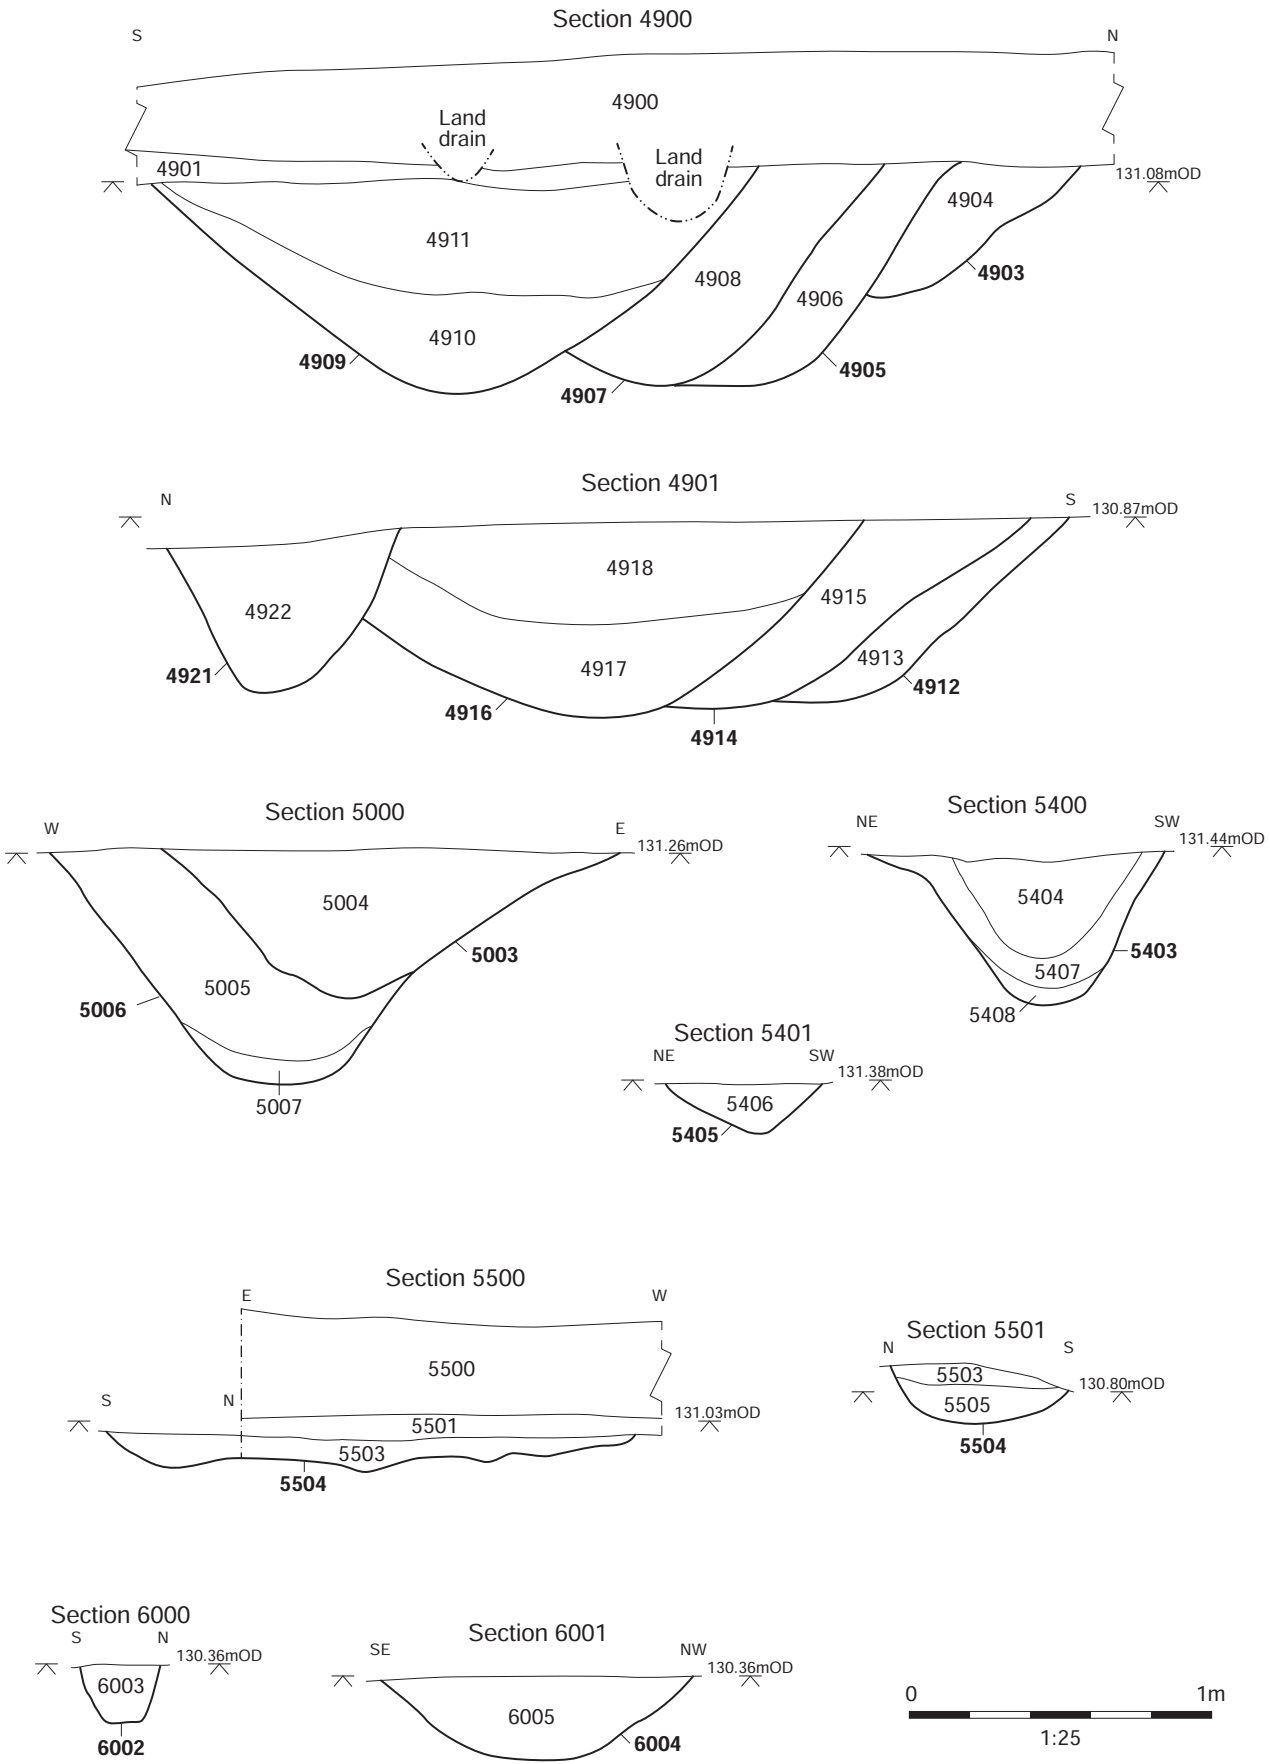 Section 4900
S
N
4900
Land
drain
Land
drain
4901
131.08mOD
4904
4911
4903
4908
4906
4910
4909
4905
4907
Section 4901
N
S
130.87mOD
4918
4915
4922
4913
4917
4921
4912
4916
4914
Section 5000
W
E
131.26mOD
5004
5003
5005
5006
5007
Section 5400
NE
SW
131.44mOD
5404
5403
5407
5408
Section 5401
NE
SW
131.38mOD
5406
5405
Section 5500
E
W
5500
S
N
131.03mOD
5501
5503
5504
Section 5501
N
S
5503
130.80mOD
5505
5504
Section 6000
S
N
130.36mOD
6003
6002
Section 6001
SE
NW
130.36mOD
6005
6004
0
1m
1:25